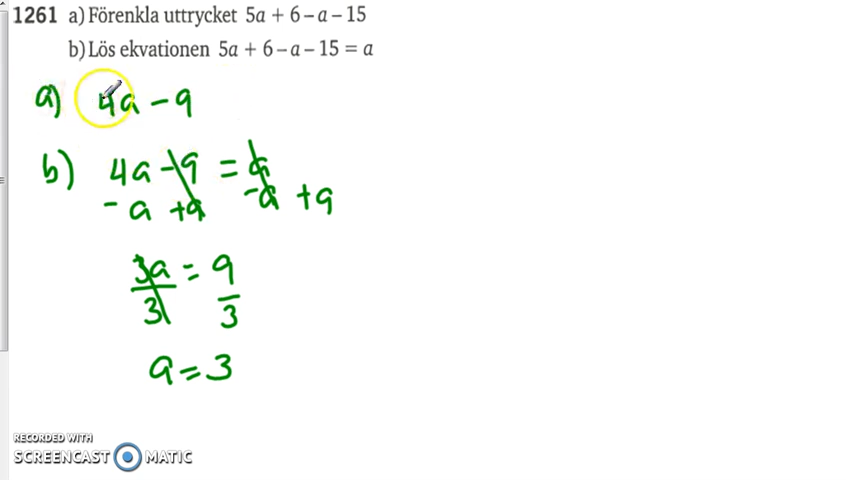 1261 a) Förenkla uttrycket 5a + 6 – a – 15
b) Lös ekvationen 5a + 6 – a – 15 = a
a) 4a – 9
b) 4a – 9 = a
– a + 9 – a + 9
3a = 9
3 3
a = 3
RECORDED WITH
SCREENCAST MATIC